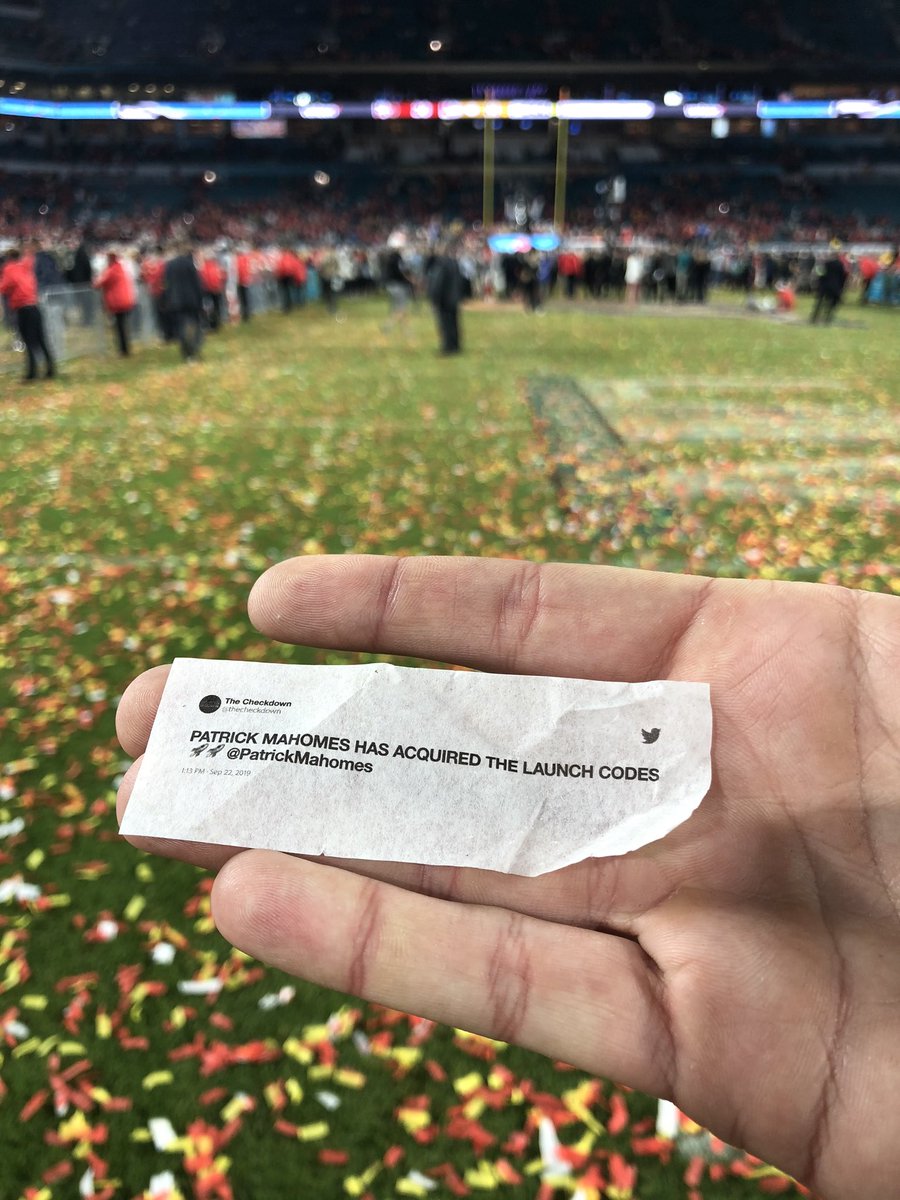 The Checkdown
@thecheckdown
PATRICK MAHOMES HAS ACQUIRED THE LAUNCH CODES
🚀🚀 @PatrickMahomes
1:13 PM · Sep 22, 2019